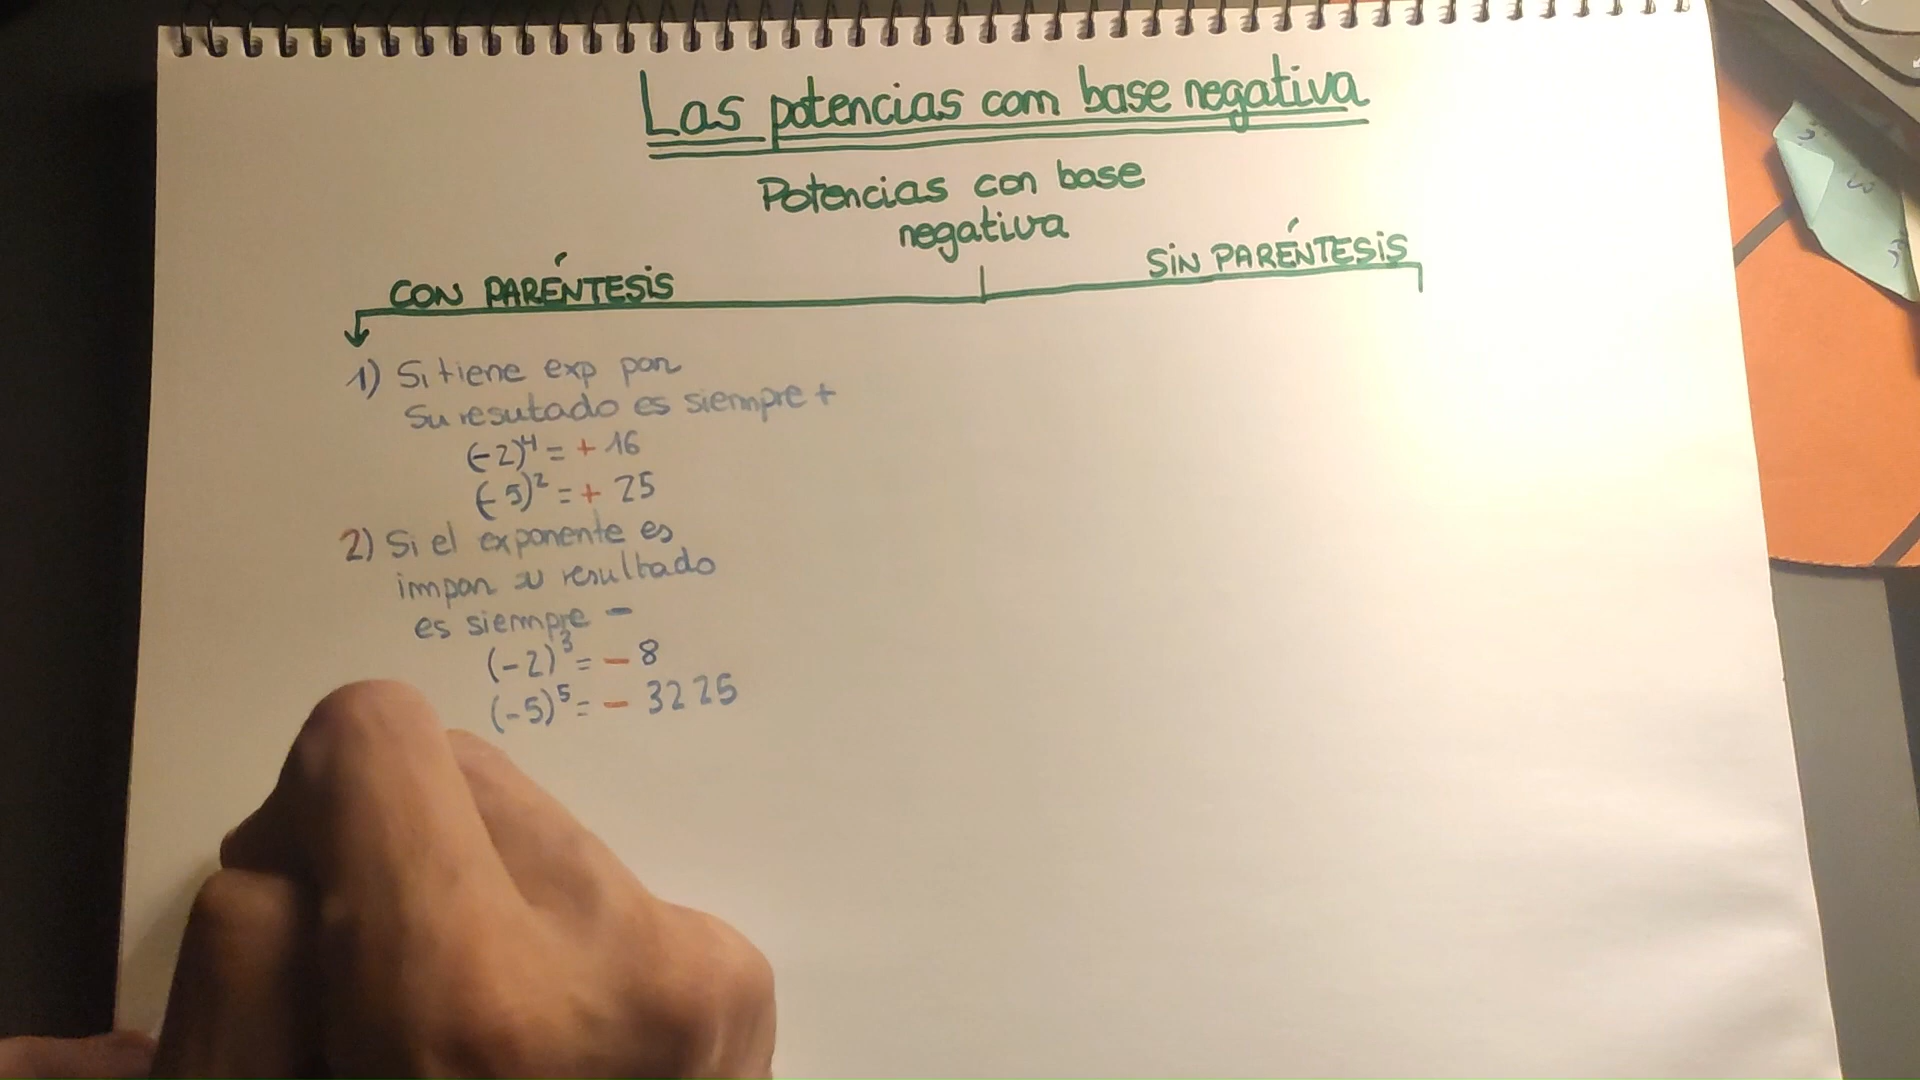 Las potencias con base negativa
Potencias con base
negativa
CON PARÉNTESIS
SIN PARÉNTESIS
1) Si tiene exp par
Su resutado es siempre +
(-2)⁴ = + 16
(-5)² = + 25
2) Si el exponente es
impar su resultado
es siempre -
(-2)³ = - 8
(-5)⁵ = - 3225